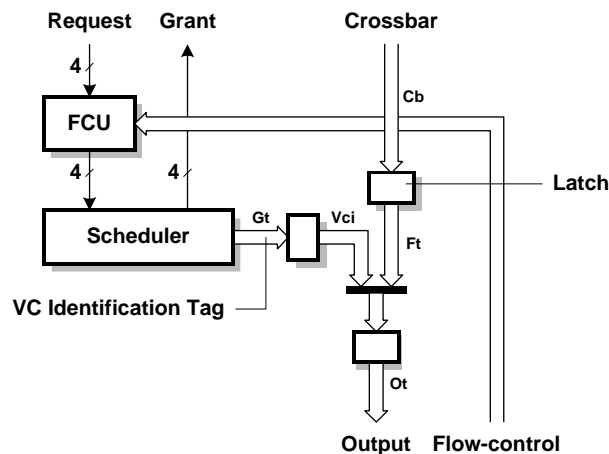 Request Grant Crossbar
4
Cb
FCU
4 4
Latch
Gt Vci
Scheduler
Ft
VC Identification Tag
Ot
Output Flow-control